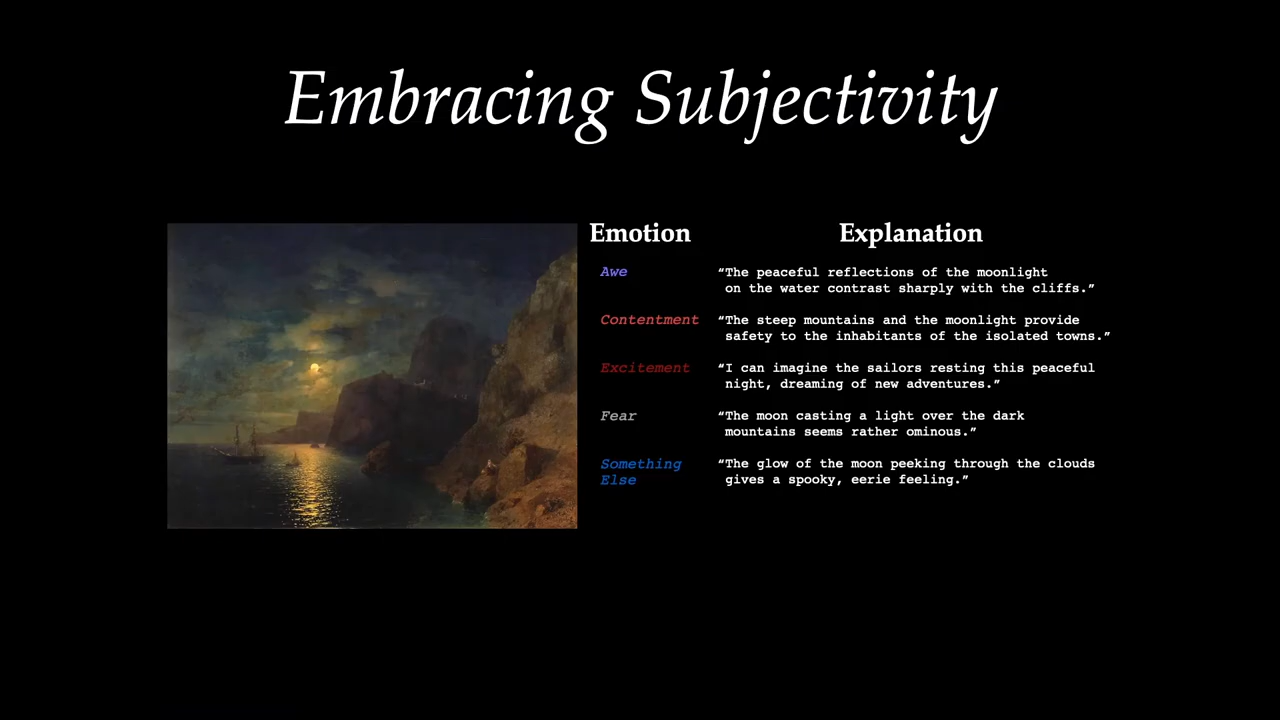 Embracing Subjectivity
Emotion Explanation
Awe “The peaceful reflections of the moonlight
on the water contrast sharply with the cliffs.”
Contentment “The steep mountains and the moonlight provide
safety to the inhabitants of the isolated towns.”
Excitement “I can imagine the sailors resting this peaceful
night, dreaming of new adventures.”
Fear “The moon casting a light over the dark
mountains seems rather ominous.”
Something “The glow of the moon peeking through the clouds
Else gives a spooky, eerie feeling.”